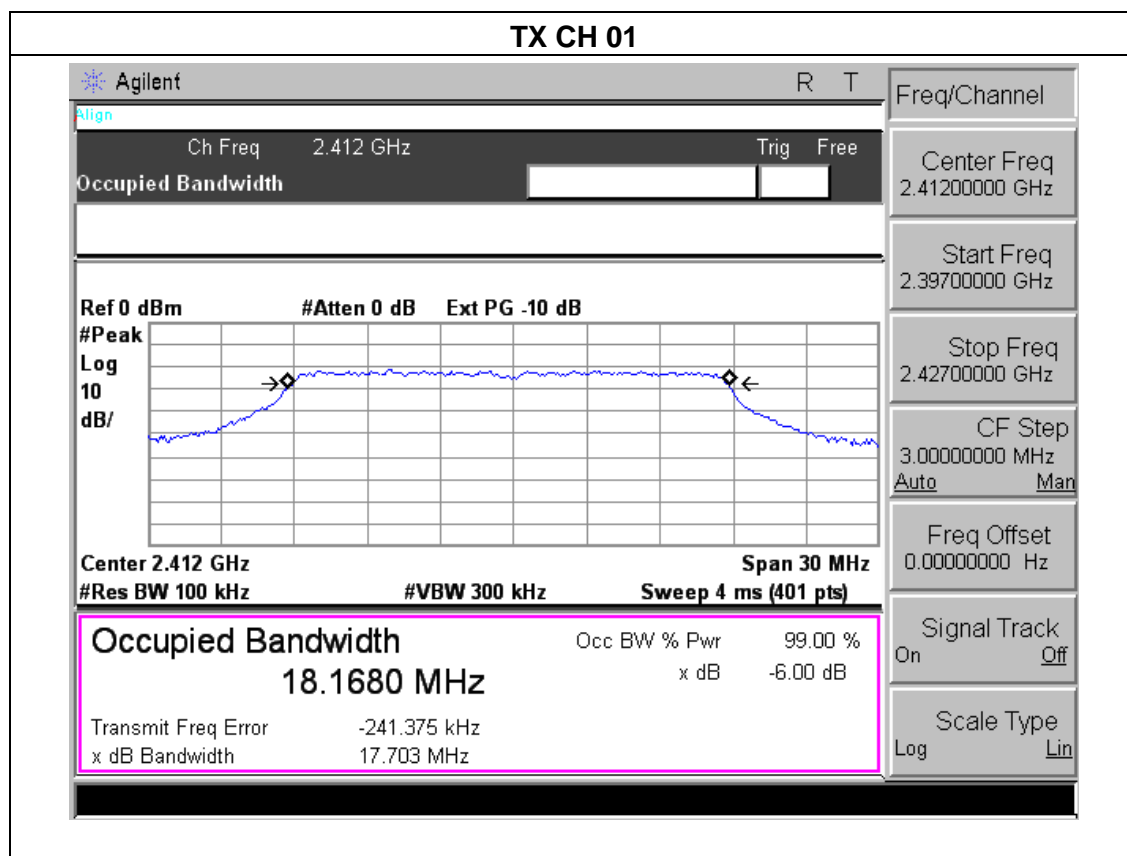 TX CH 01
Agilent R T
Align
Ch Freq 2.412 GHz Trig Free
Occupied Bandwidth
Ref 0 dBm #Atten 0 dB Ext PG -10 dB
#Peak
Log
10
dB/
Center 2.412 GHz Span 30 MHz
#Res BW 100 kHz #VBW 300 kHz Sweep 4 ms (401 pts)
Occupied Bandwidth Occ BW % Pwr 99.00 %
18.1680 MHz x dB -6.00 dB
Transmit Freq Error -241.375 kHz
x dB Bandwidth 17.703 MHz
Freq/Channel
Center Freq
2.41200000 GHz
Start Freq
2.39700000 GHz
Stop Freq
2.42700000 GHz
CF Step
3.00000000 MHz
Auto Man
Freq Offset
0.00000000 Hz
Signal Track
On Off
Scale Type
Log Lin